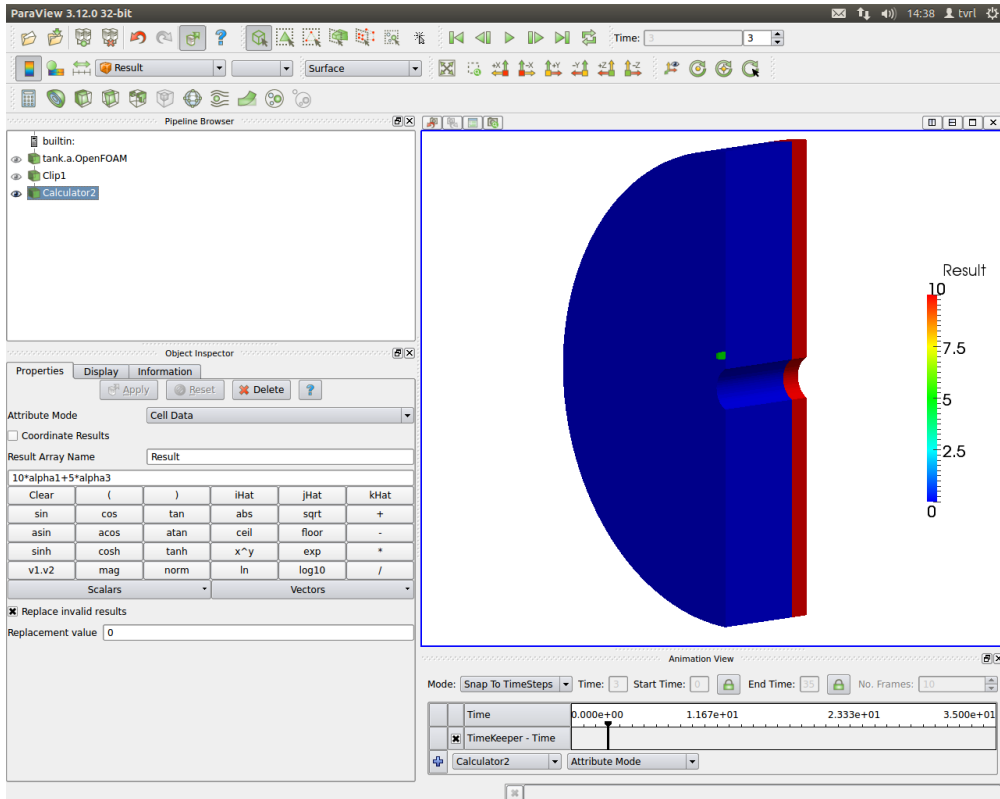 ParaView 3.12.0 32-bit
14:38 tvrl
Time: 3 3
Result Surface
+X -X +Y -Y +Z -Z
Pipeline Browser
builtin:
tank.a.OpenFOAM
Clip1
Calculator2
Object Inspector
Properties Display Information
Apply Reset Delete ?
Attribute Mode Cell Data
Coordinate Results
Result Array Name Result
10*alpha1+5*alpha3
Clear ( ) iHat jHat kHat
sin cos tan abs sqrt +
asin acos atan ceil floor -
sinh cosh tanh x^y exp *
v1.v2 mag norm ln log10 /
Scalars Vectors
Replace invalid results
Replacement value 0
Result
10
7.5
5
2.5
0
Animation View
Mode: Snap To TimeSteps Time: 3 Start Time: 0 End Time: 35 No. Frames: 10
Time 0.000e+00 1.167e+01 2.333e+01 3.500e+01
TimeKeeper - Time
Calculator2 Attribute Mode